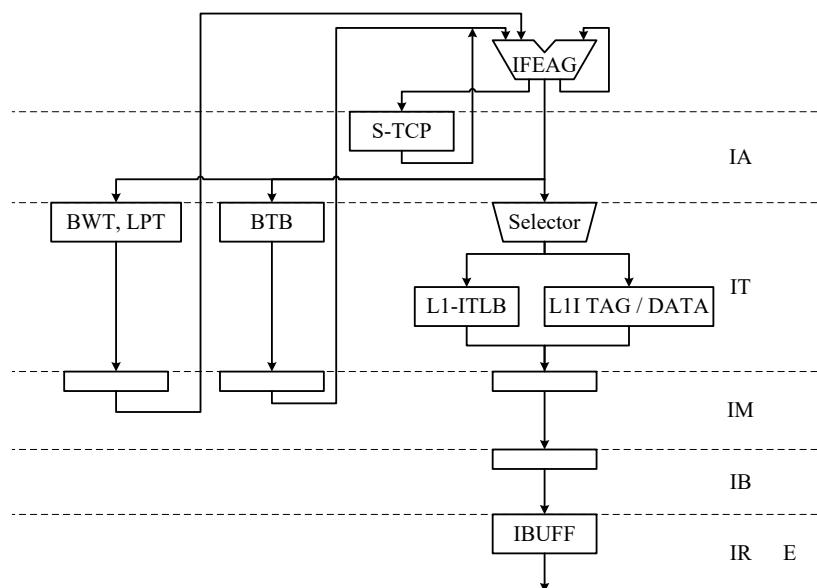 IFEAG
S-TCP
IA
BWT, LPT
BTB
Selector
IT
L1-ITLB
L1I TAG / DATA
IM
IB
IBUFF
IR E